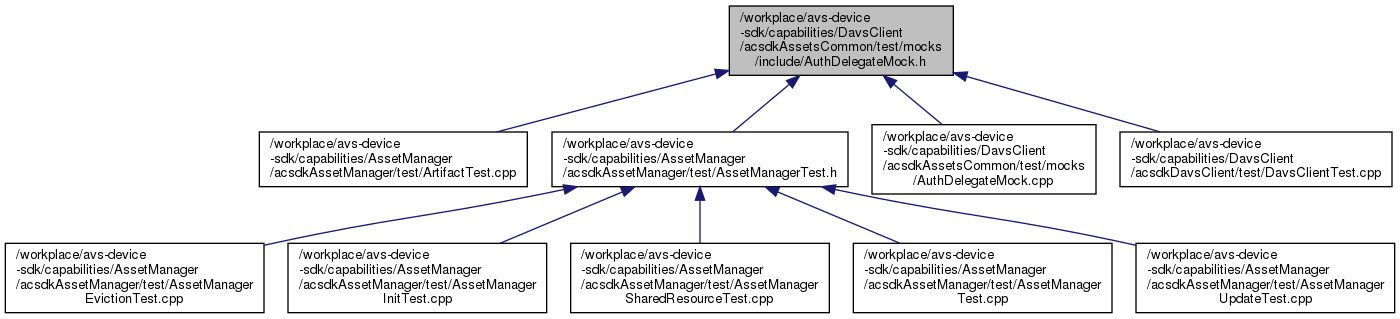 /workplace/avs-device
-sdk/capabilities/DavsClient
/acsdkAssetsCommon/test/mocks
/include/AuthDelegateMock.h
/workplace/avs-device
-sdk/capabilities/AssetManager
/acsdkAssetManager/test/ArtifactTest.cpp
/workplace/avs-device
-sdk/capabilities/AssetManager
/acsdkAssetManager/test/AssetManagerTest.h
/workplace/avs-device
-sdk/capabilities/DavsClient
/acsdkAssetsCommon/test/mocks
/AuthDelegateMock.cpp
/workplace/avs-device
-sdk/capabilities/DavsClient
/acsdkDavsClient/test/DavsClientTest.cpp
/workplace/avs-device
-sdk/capabilities/AssetManager
/acsdkAssetManager/test/AssetManager
EvictionTest.cpp
/workplace/avs-device
-sdk/capabilities/AssetManager
/acsdkAssetManager/test/AssetManager
InitTest.cpp
/workplace/avs-device
-sdk/capabilities/AssetManager
/acsdkAssetManager/test/AssetManager
SharedResourceTest.cpp
/workplace/avs-device
-sdk/capabilities/AssetManager
/acsdkAssetManager/test/AssetManager
Test.cpp
/workplace/avs-device
-sdk/capabilities/AssetManager
/acsdkAssetManager/test/AssetManager
UpdateTest.cpp